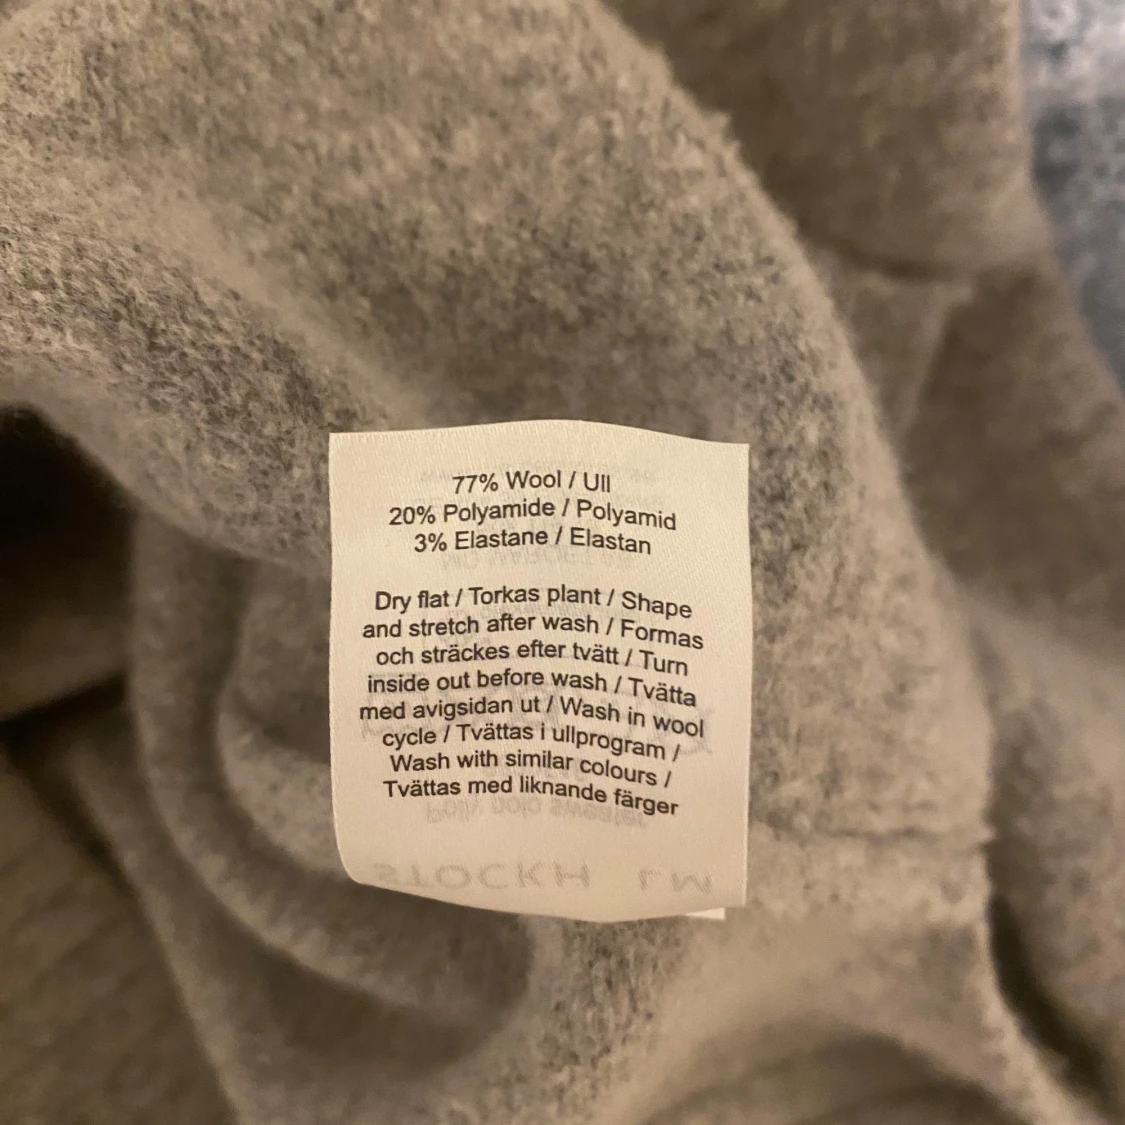 77% Wool / Ull
20% Polyamide / Polyamid
3% Elastane / Elastan
Dry flat / Torkas plant / Shape
and stretch after wash / Formas
och sträckes efter tvätt / Turn
inside out before wash / Tvätta
med avigsidan ut / Wash in wool
cycle / Tvättas i ullprogram /
Wash with similar colours /
Tvättas med liknande färger